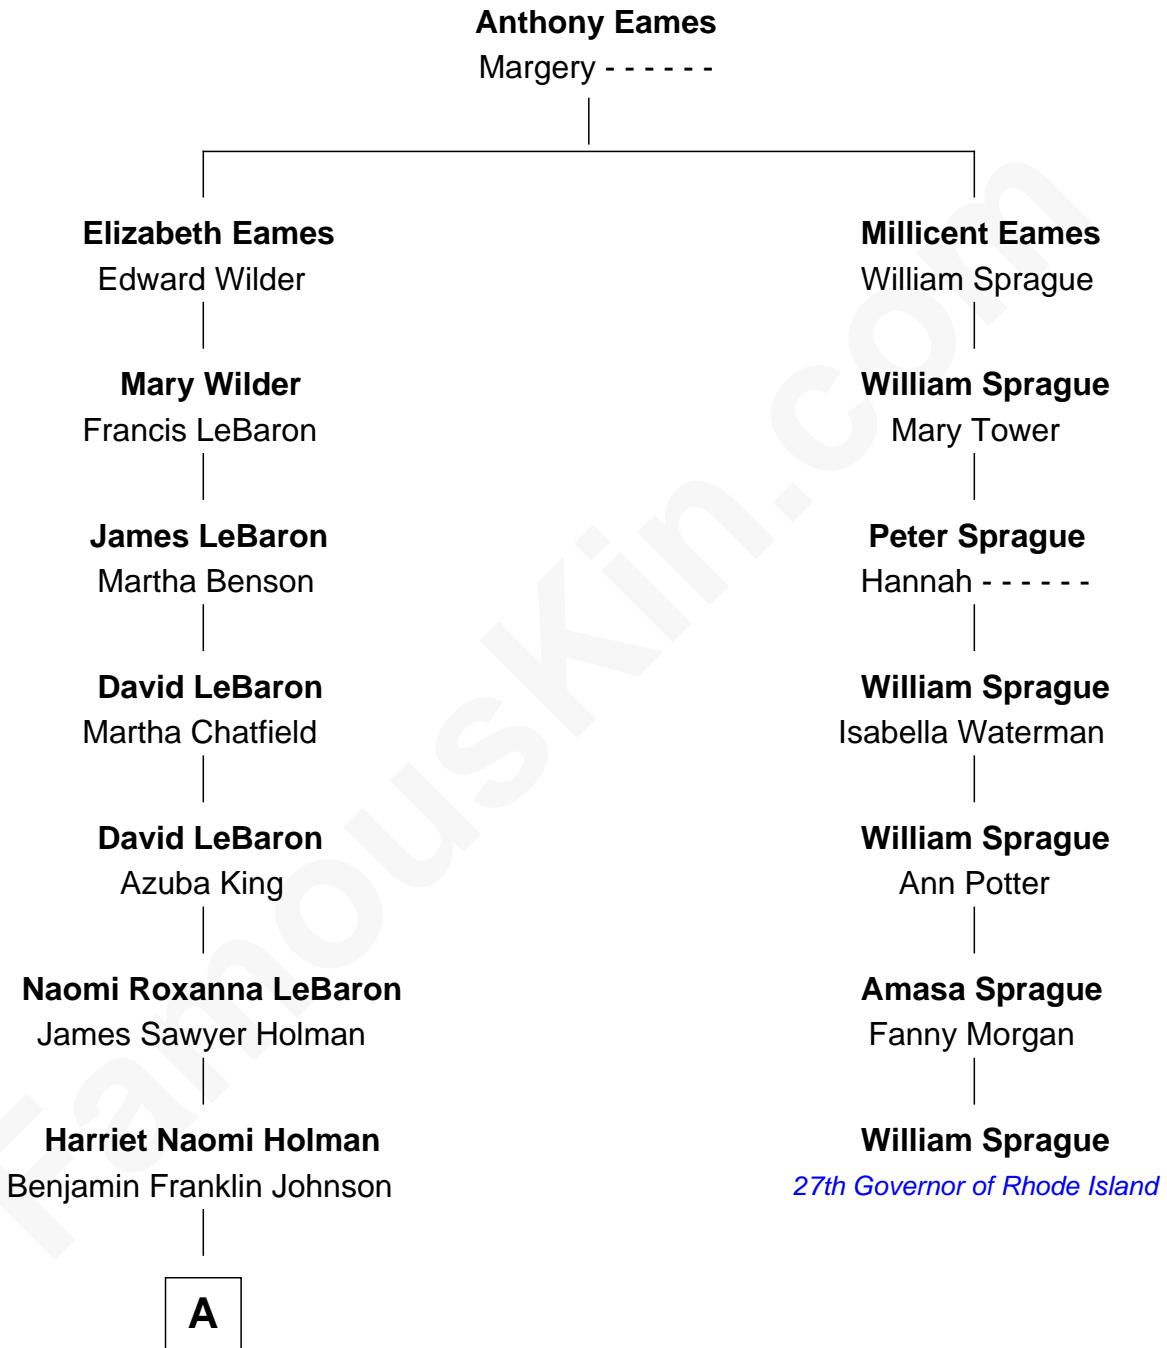 Anthony Eames
Margery - - - - - -
Elizabeth Eames
Edward Wilder
Mary Wilder
Francis LeBaron
James LeBaron
Martha Benson
David LeBaron
Martha Chatfield
David LeBaron
Azuba King
Naomi Roxanna LeBaron
James Sawyer Holman
Harriet Naomi Holman
Benjamin Franklin Johnson
A
Millicent Eames
William Sprague
William Sprague
Mary Tower
Peter Sprague
Hannah - - - - - -
William Sprague
Isabella Waterman
William Sprague
Ann Potter
Amasa Sprague
Fanny Morgan
William Sprague
27th Governor of Rhode Island
FamousKin.com